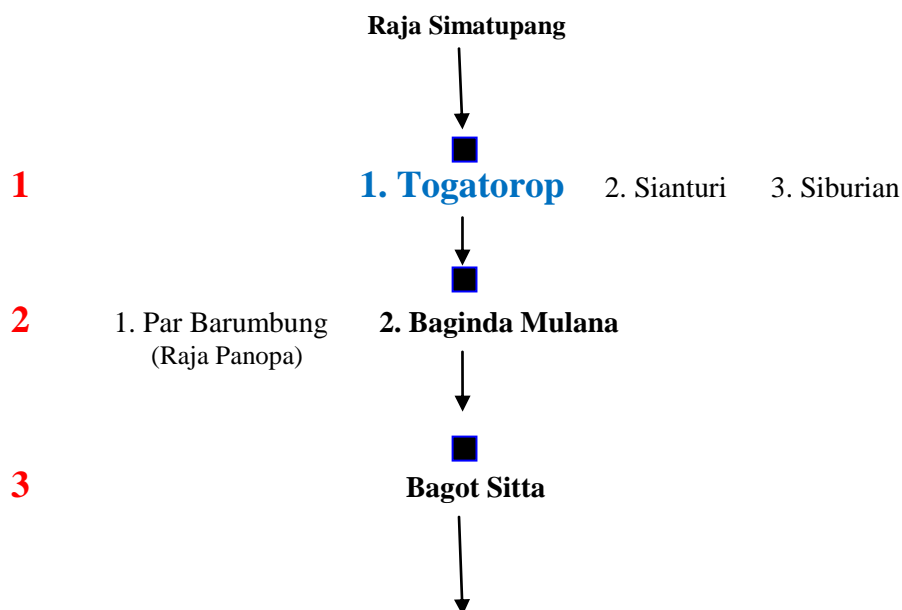 Raja Simatupang
1 1. Togatorop 2. Sianturi 3. Siburian
2 1. Par Barumbung 2. Baginda Mulana
(Raja Panopa)
3 Bagot Sitta